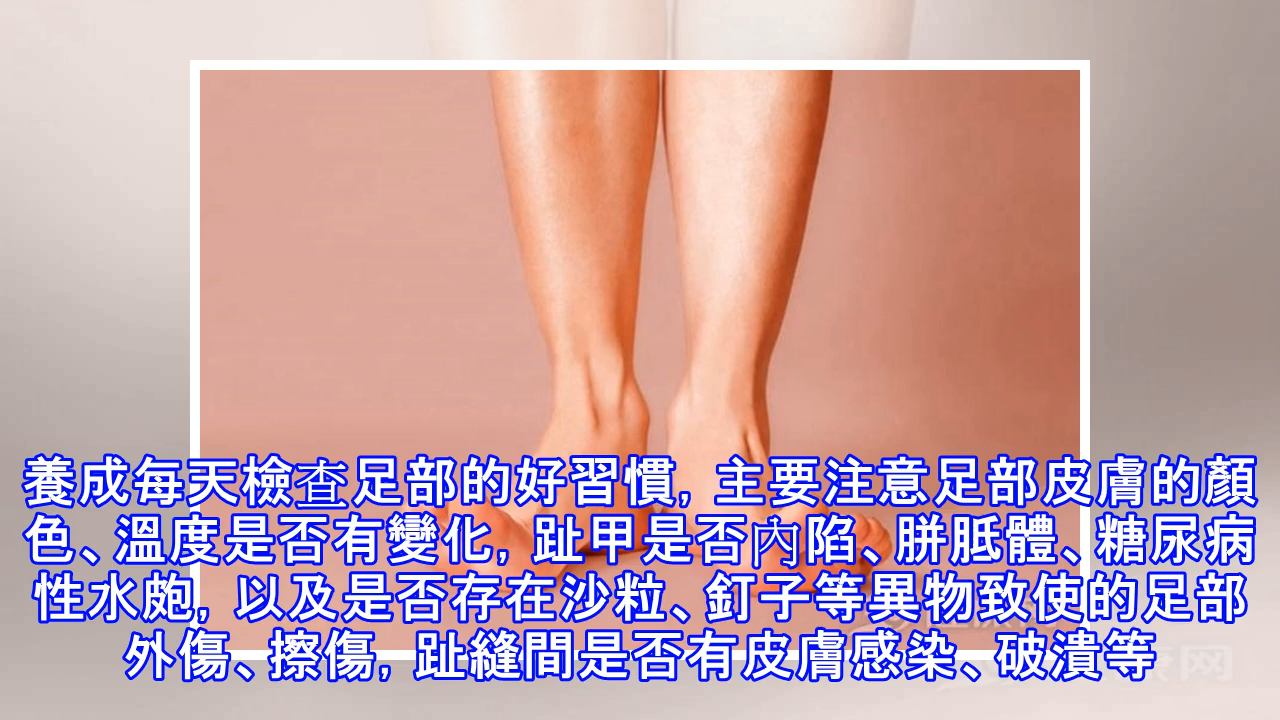 養成每天檢查足部的好習慣, 主要注意足部皮膚的顏
色、溫度是否有變化, 趾甲是否內陷、胼胝體、糖尿病
性水皰, 以及是否存在沙粒、釘子等異物致使的足部
外傷、擦傷, 趾縫間是否有皮膚感染、破潰等